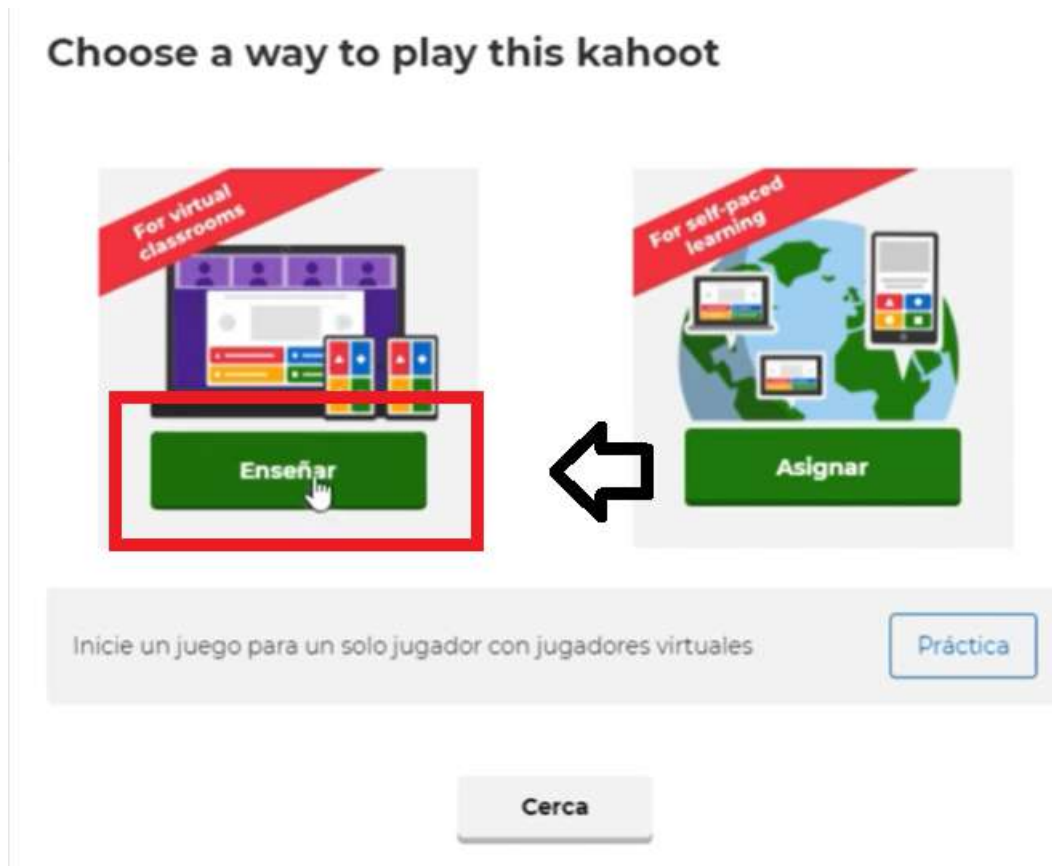 Choose a way to play this kahoot
For virtual
classrooms
For self-paced
learning
Enseñar
Asignar
Inicie un juego para un solo jugador con jugadores virtuales
Práctica
Cerca